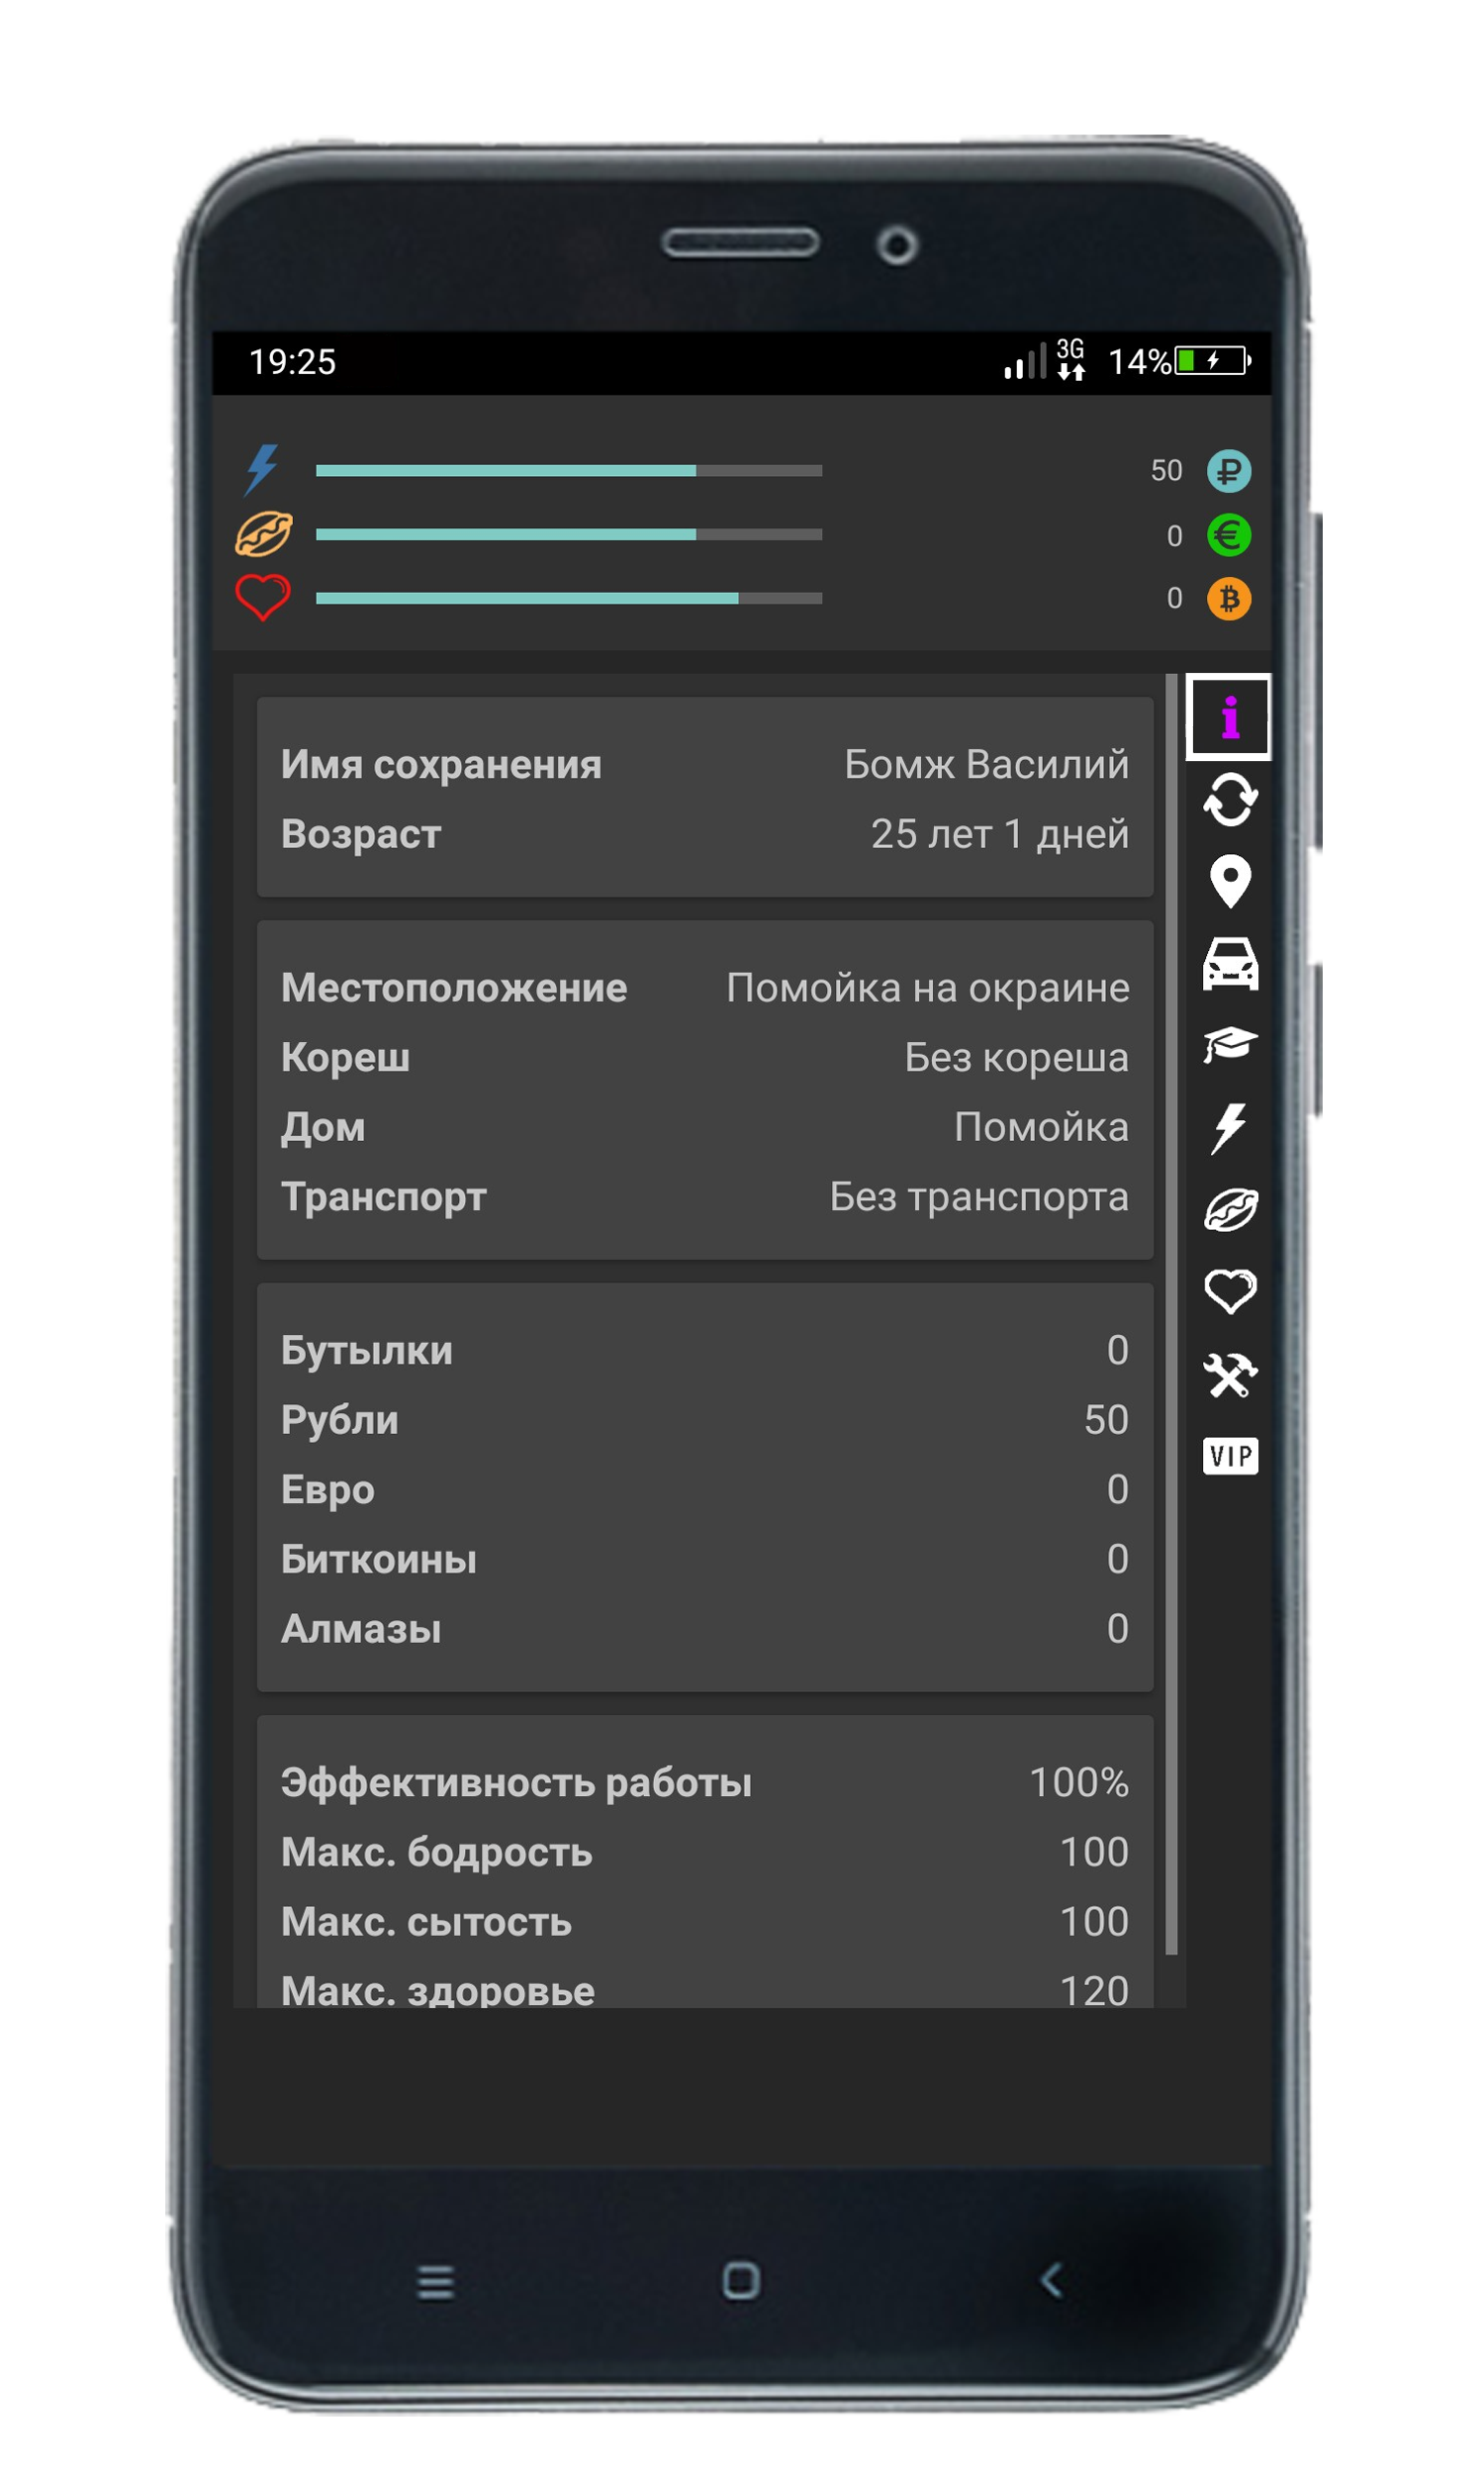 19:25 3G 14%
50
0
0
Имя сохранения Бомж Василий
Возраст 25 лет 1 дней
Местоположение Помойка на окраине
Кореш Без кореша
Дом Помойка
Транспорт Без транспорта
Бутылки 0
Рубли 50
Евро 0
Биткоины 0
Алмазы 0
Эффективность работы 100%
Макс. бодрость 100
Макс. сытость 100
Макс. здоровье 120
VIP